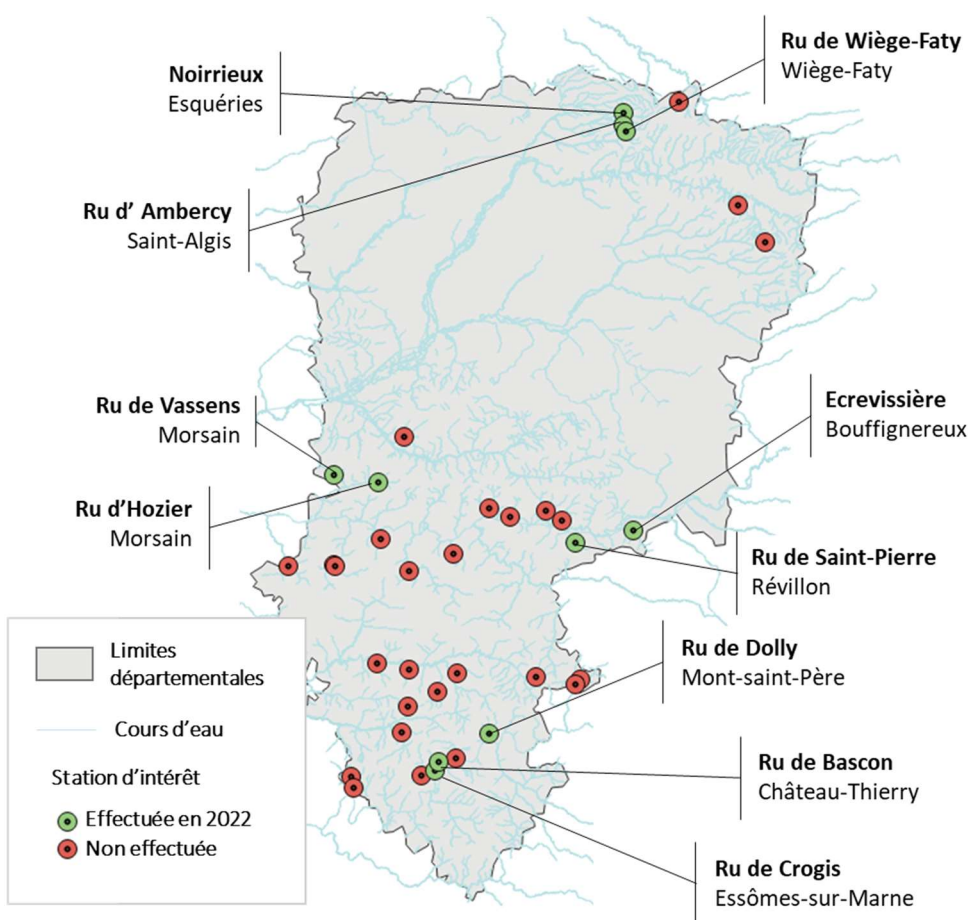 Ru de Wiège-Faty
Wiège-Faty
Noirrieux
Esquéries
Ru d' Ambercy
Saint-Algis
Ru de Vassens
Morsain
Ecrevissière
Bouffignereux
Ru d'Hozier
Morsain
Ru de Saint-Pierre
Révillon
Ru de Dolly
Mont-saint-Père
Ru de Bascon
Château-Thierry
Ru de Crogis
Essômes-sur-Marne
Limites
départementales
Cours d'eau
Station d'intérêt
Effectuée en 2022
Non effectuée